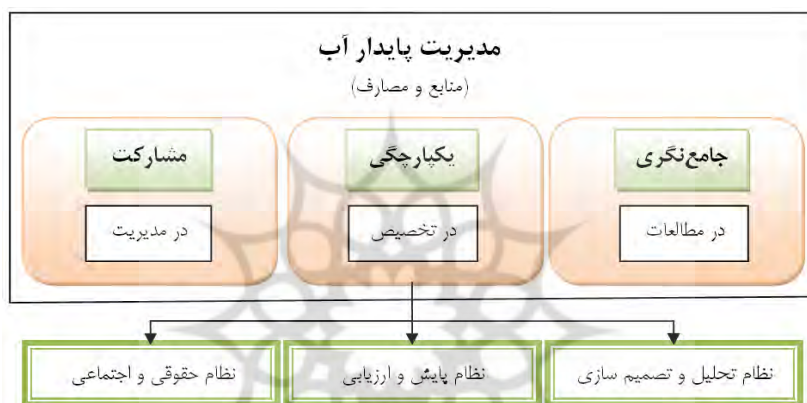 مدیریت پایدار آب
(منابع و مصارف)
جامع‌نگری
یکپارچگی
مشارکت
در مطالعات
در تخصیص
در مدیریت
نظام تحلیل و تصمیم سازی
نظام پایش و ارزیابی
نظام حقوقی و اجتماعی